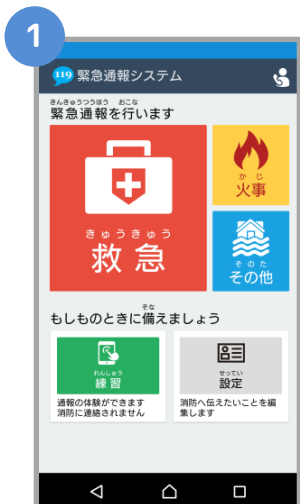 1
119 緊急通報システム
きんきゅうつうほう おこな
緊急通報を行います
きゅうきゅう
救急
かじ
火事
そのた
その他
そな
もしものときに備えましょう
れんしゅう
練習
通報の体験ができます
消防に連絡されません
せってい
設定
消防へ伝えたいことを編
集します